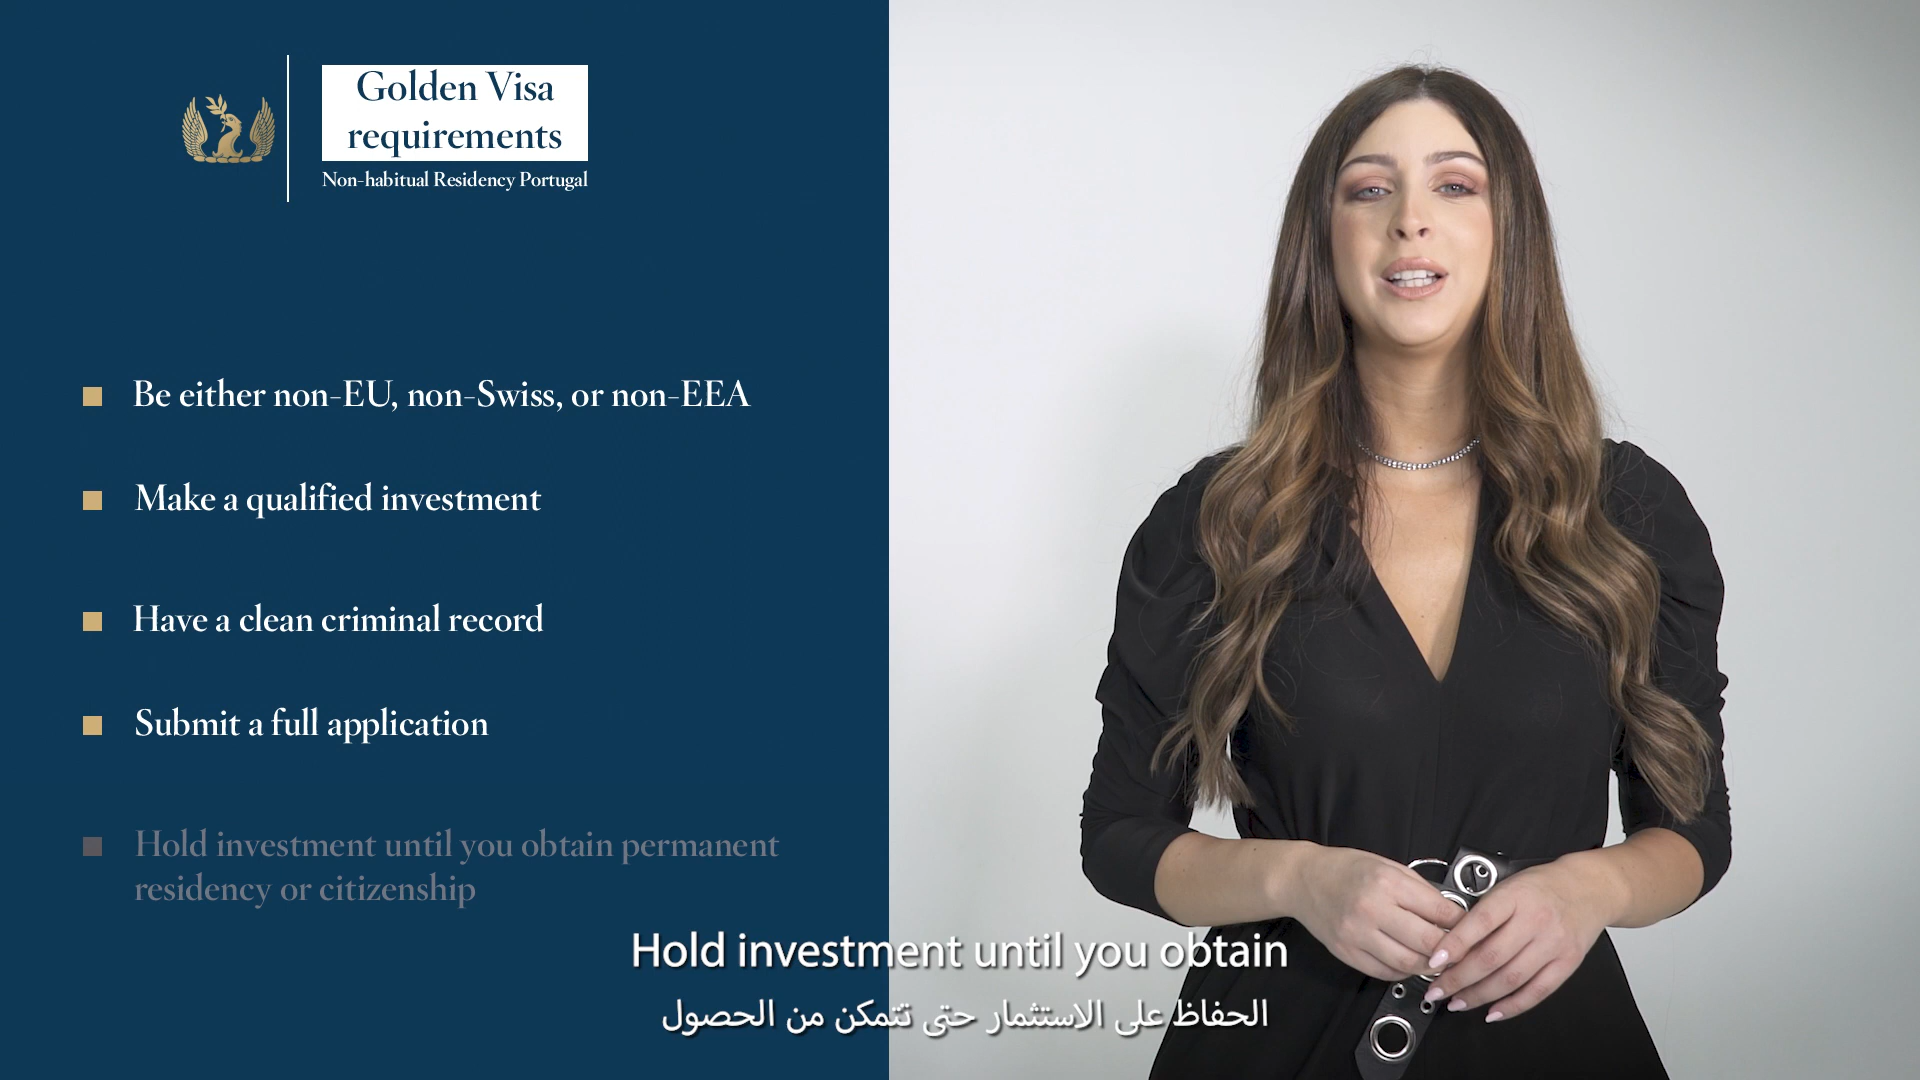 Golden Visa
requirements
Non-habitual Residency Portugal
Be either non-EU, non-Swiss, or non-EEA
Make a qualified investment
Have a clean criminal record
Submit a full application
Hold investment until you obtain permanent
residency or citizenship
Hold investment until you obtain
الحفاظ على الاستثمار حتى تتمكن من الحصول